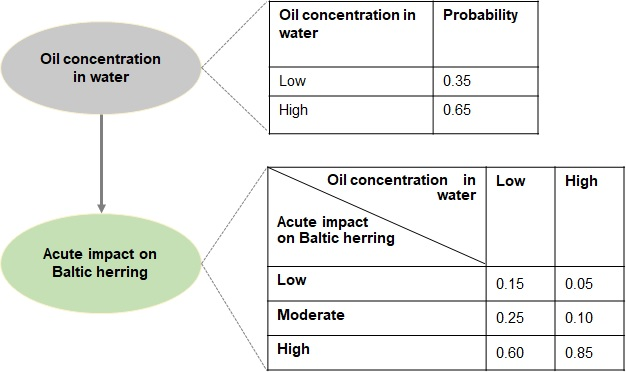 Oil concentration
in water
Oil concentration in
water
Probability
Low
0.35
High
0.65
Acute impact on
Baltic herring
Oil concentration in
water
Low
High
Acute impact
on Baltic herring
Low
0.15
0.05
Moderate
0.25
0.10
High
0.60
0.85